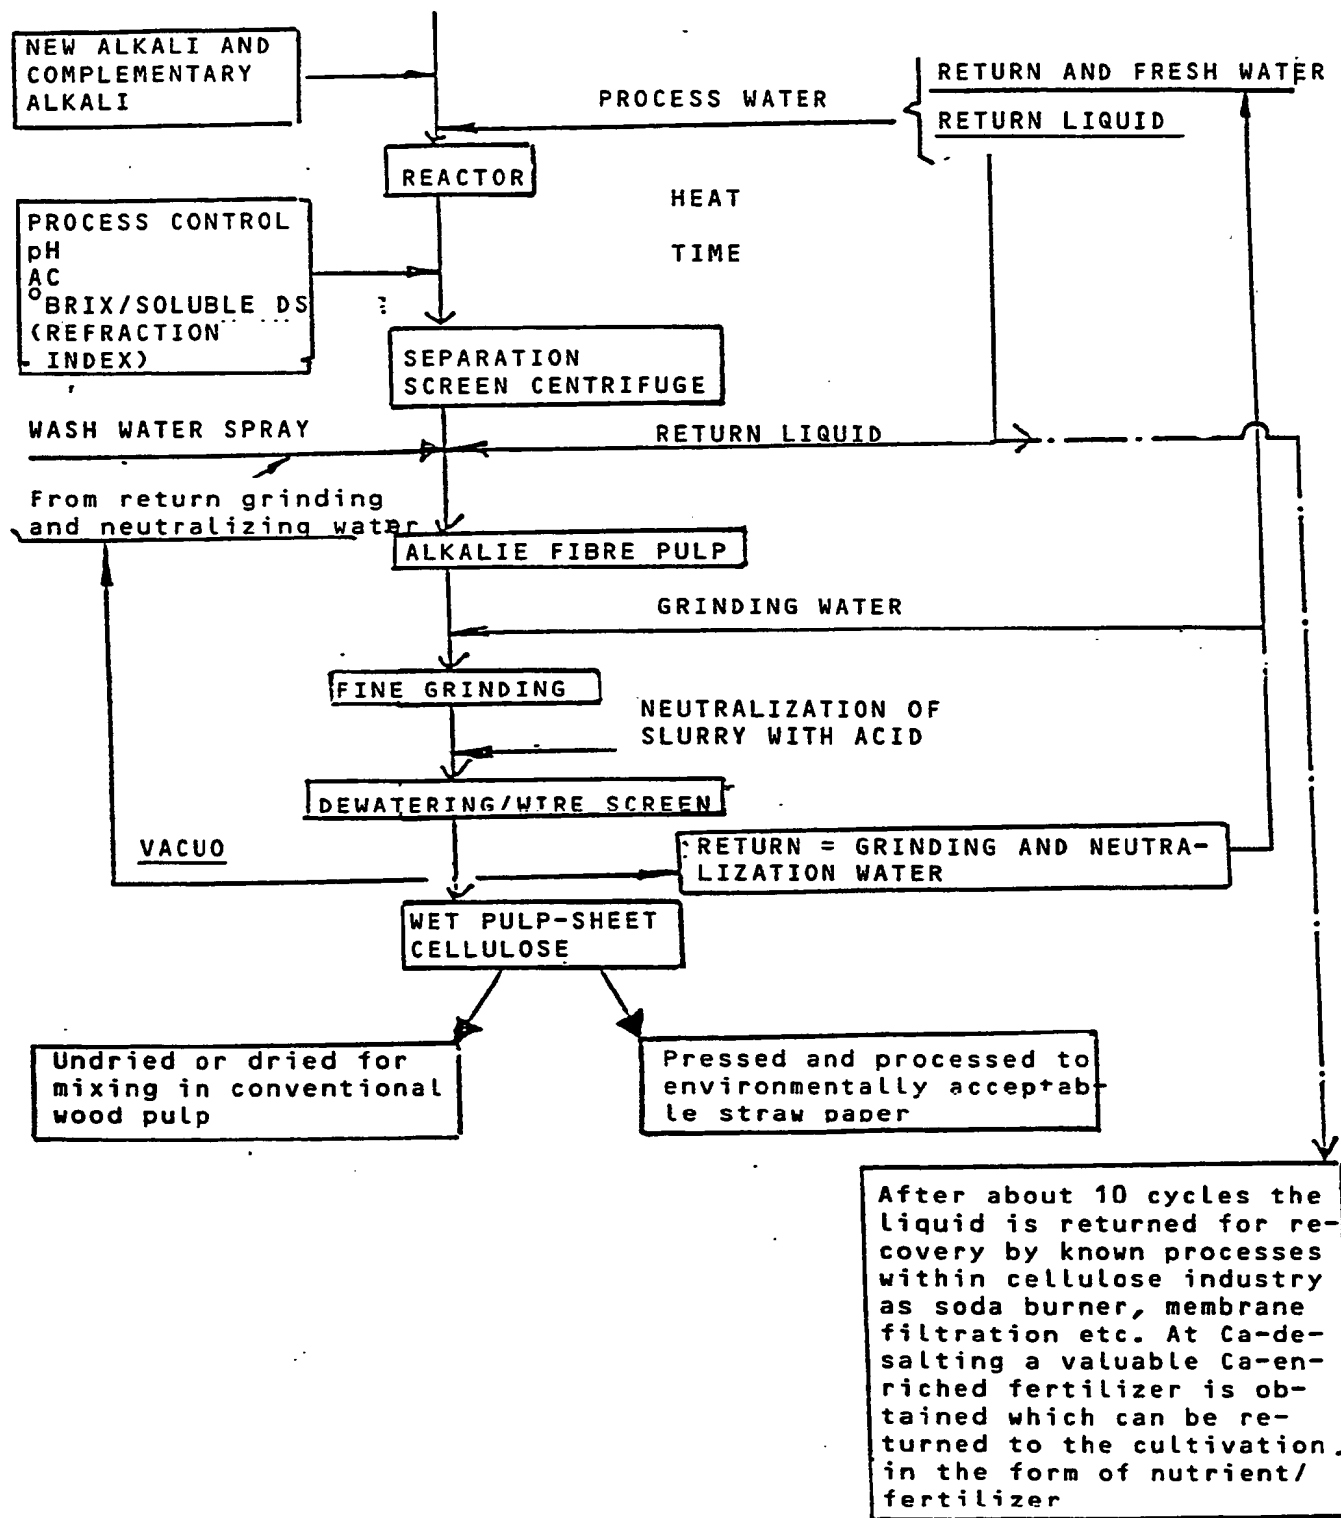 NEW ALKALI AND
COMPLEMENTARY
ALKALI
RETURN AND FRESH WATER
PROCESS WATER
RETURN LIQUID
REACTOR
HEAT
TIME
PROCESS CONTROL
pH
AC
°BRIX/SOLUBLE DS
(REFRACTION
INDEX)
SEPARATION
SCREEN CENTRIFUGE
WASH WATER SPRAY
RETURN LIQUID
From return grinding
and neutralizing water
ALKALIE FIBRE PULP
GRINDING WATER
FINE GRINDING
NEUTRALIZATION OF
SLURRY WITH ACID
DEWATERING/WIRE SCREEN
VACUO
RETURN = GRINDING AND NEUTRA-
LIZATION WATER
WET PULP-SHEET
CELLULOSE
Undried or dried for
mixing in conventional
wood pulp
Pressed and processed to
environmentally acceptab-
le straw paper
After about 10 cycles the
liquid is returned for re-
covery by known processes
within cellulose industry
as soda burner, membrane
filtration etc. At Ca-de-
salting a valuable Ca-en-
riched fertilizer is ob-
tained which can be re-
turned to the cultivation
in the form of nutrient/
fertilizer